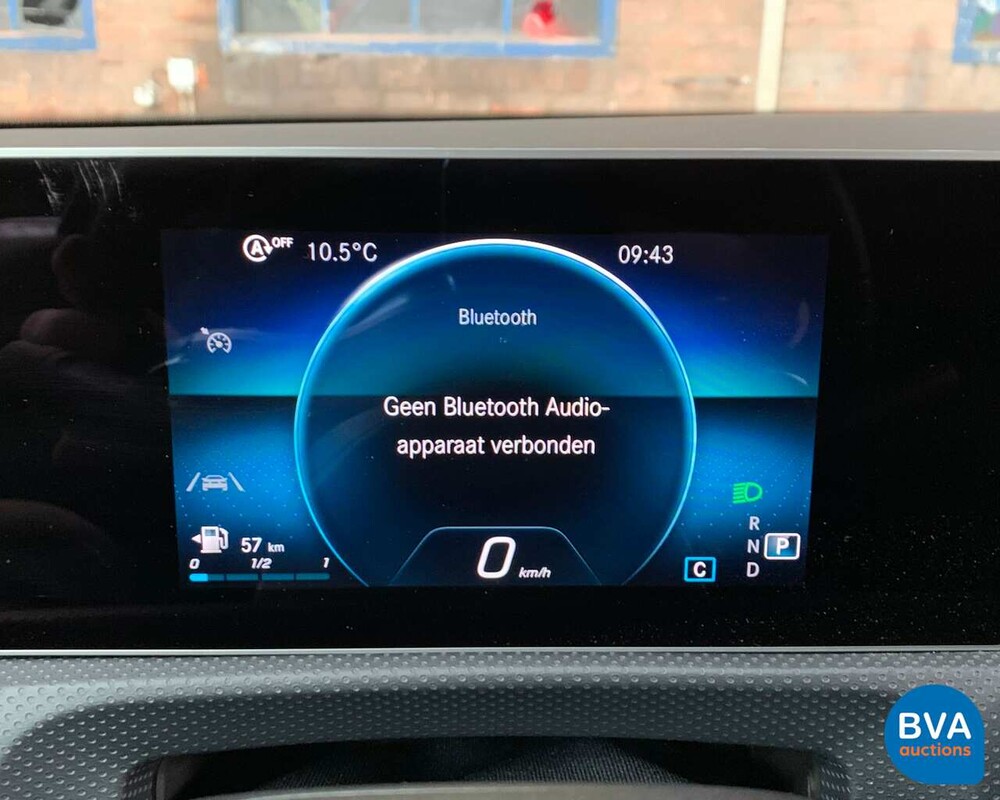 A OFF 10.5°C 09:43
Bluetooth
Geen Bluetooth Audio-
apparaat verbonden
57 km
0 1/2 1
0 km/h
C
R
N P
D
BVA
auctions